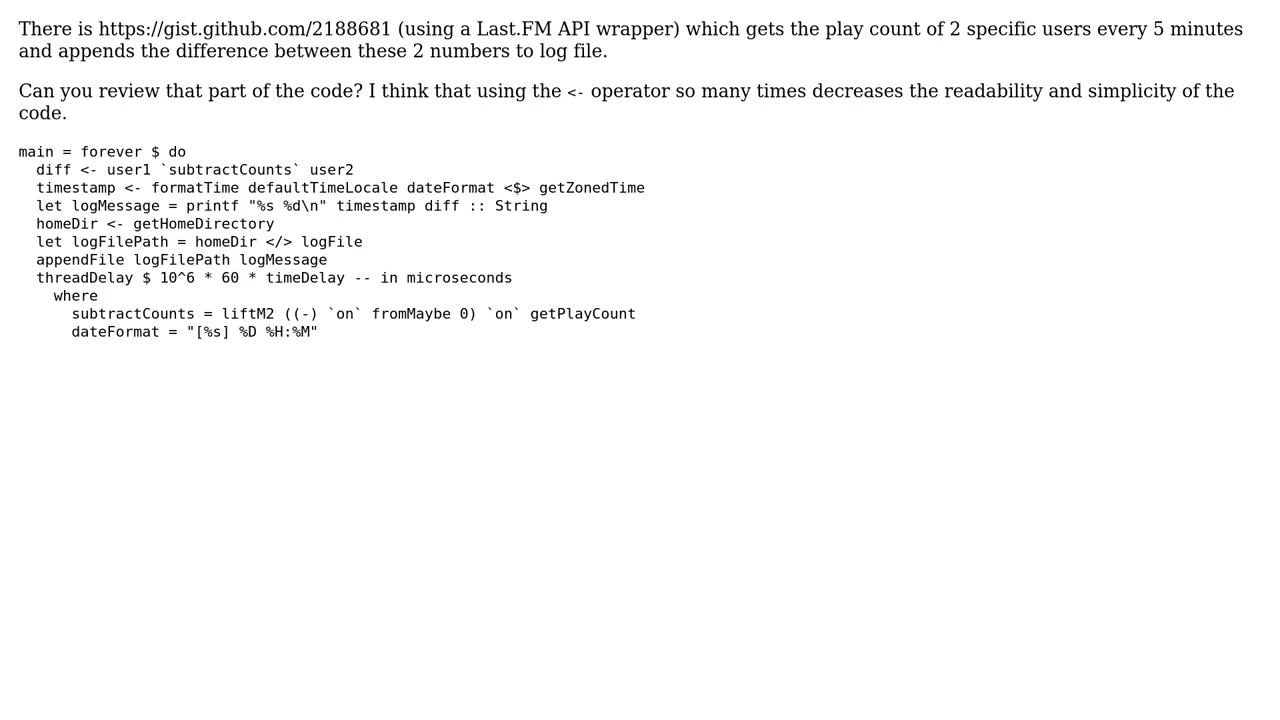 There is https://gist.github.com/2188681 (using a Last.FM API wrapper) which gets the play count of 2 specific users every 5 minutes
and appends the difference between these 2 numbers to log file.
Can you review that part of the code? I think that using the <- operator so many times decreases the readability and simplicity of the
code.
main = forever $ do
  diff <- user1 `subtractCounts` user2
  timestamp <- formatTime defaultTimeLocale dateFormat <$> getZonedTime
  let logMessage = printf "%s %d\n" timestamp diff :: String
  homeDir <- getHomeDirectory
  let logFilePath = homeDir </> logFile
  appendFile logFilePath logMessage
  threadDelay $ 10^6 * 60 * timeDelay -- in microseconds
    where
      subtractCounts = liftM2 ((-) `on` fromMaybe 0) `on` getPlayCount
      dateFormat = "[%s] %D %H:%M"